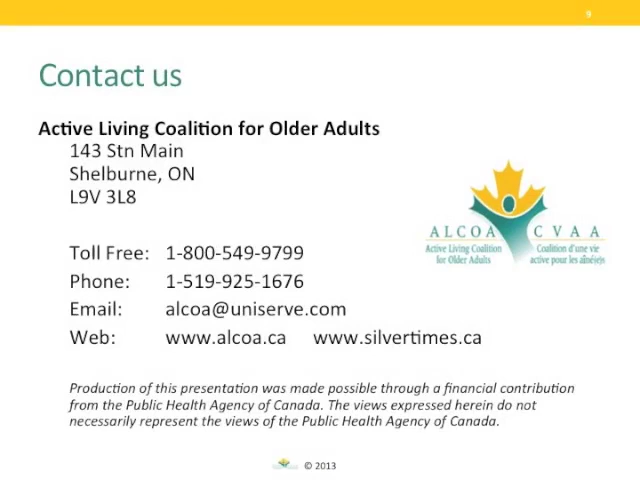 9
Contact us
Active Living Coalition for Older Adults
143 Stn Main
Shelburne, ON
L9V 3L8
ALCOA CVAA
Active Living Coalition
for Older Adults
Coalition d'une vie
active pour les aîné(e)s
Toll Free: 1-800-549-9799
Phone: 1-519-925-1676
Email: alcoa@uniserve.com
Web: www.alcoa.ca www.silvertimes.ca
Production of this presentation was made possible through a financial contribution
from the Public Health Agency of Canada. The views expressed herein do not
necessarily represent the views of the Public Health Agency of Canada.
© 2013